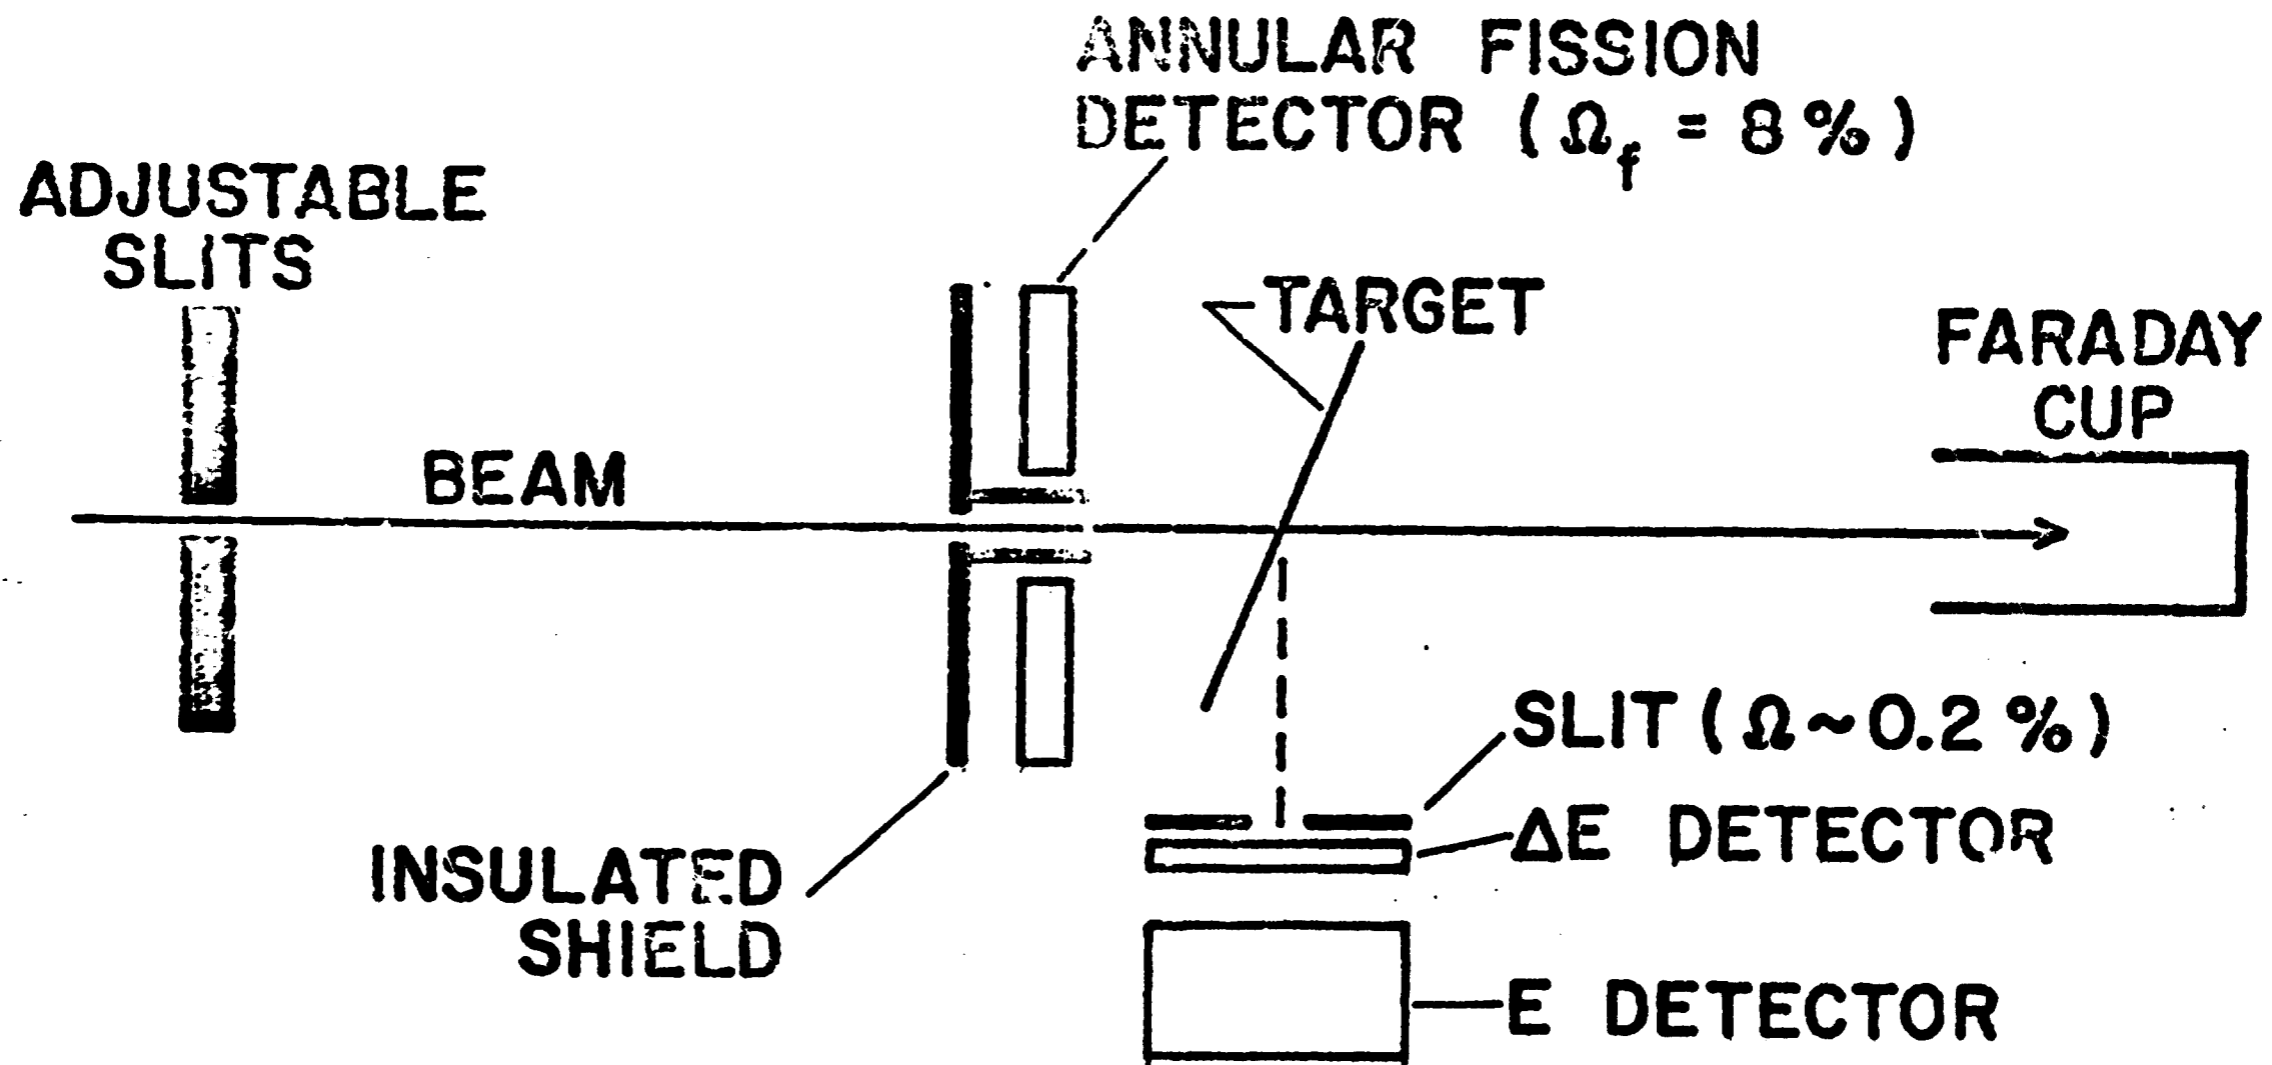 ANNULAR FISSION
DETECTOR (Ω_f = 8 %)
ADJUSTABLE
SLITS
TARGET
FARADAY
CUP
BEAM
SLIT (Ω ~ 0.2 %)
ΔE DETECTOR
INSULATED
SHIELD
E DETECTOR